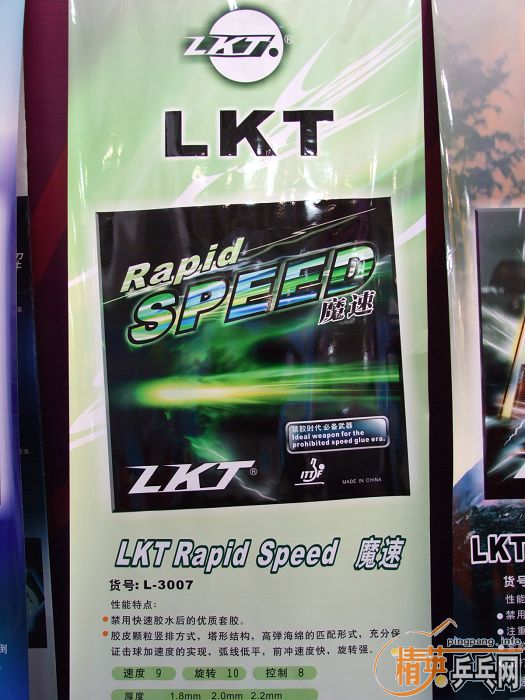 LKT.®
LKT
Rapid
SPEED
魔速
禁胶时代 必备武器
Ideal weapon for the
prohibited speed glue era.
LKT®
ITTF
MADE IN CHINA
LKT Rapid Speed 魔速
货号: L-3007
性能特点:
●禁用快速胶水后的优质套胶。
●胶皮颗粒竖排方式，塔形结构，高弹海绵的匹配形式，充分保
证击球加速度的实现，弧线低平，前冲速度快，旋转强。
速度 9 旋转 10 控制 8
厚度 1.8mm 2.0mm 2.2mm
LKT
货号
pingpang.info
精英乒乓网